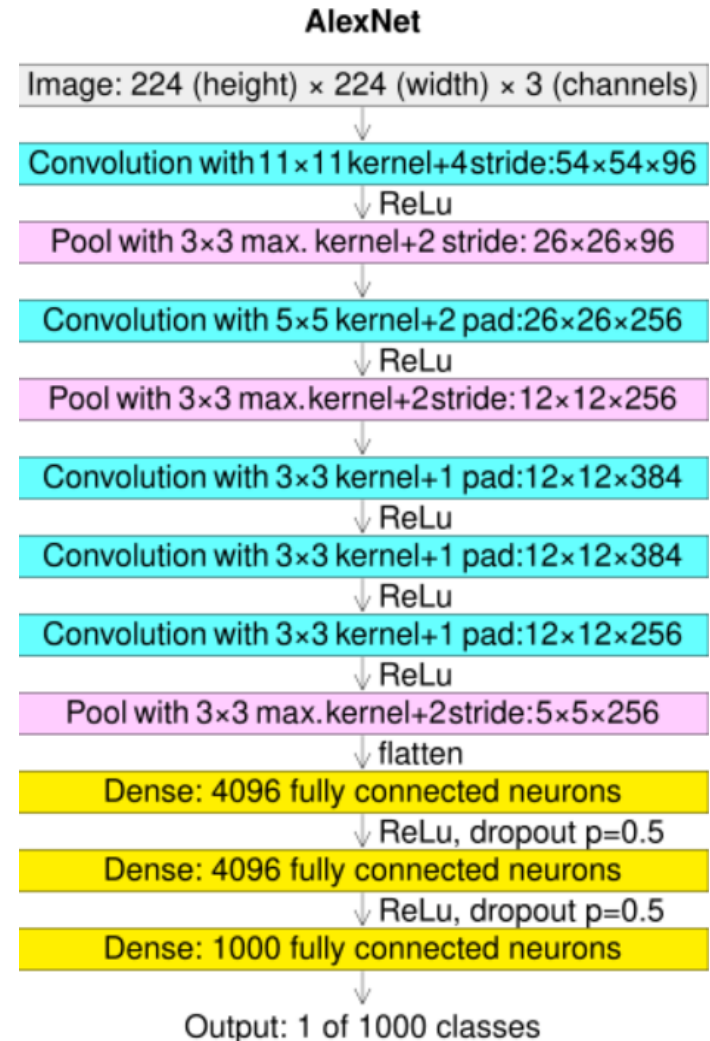 AlexNet
Image: 224 (height) × 224 (width) × 3 (channels)
Convolution with 11×11 kernel+4 stride:54×54×96
ReLu
Pool with 3×3 max. kernel+2 stride: 26×26×96
Convolution with 5×5 kernel+2 pad:26×26×256
ReLu
Pool with 3×3 max.kernel+2stride:12×12×256
Convolution with 3×3 kernel+1 pad:12×12×384
ReLu
Convolution with 3×3 kernel+1 pad:12×12×384
ReLu
Convolution with 3×3 kernel+1 pad:12×12×256
ReLu
Pool with 3×3 max.kernel+2stride:5×5×256
flatten
Dense: 4096 fully connected neurons
ReLu, dropout p=0.5
Dense: 4096 fully connected neurons
ReLu, dropout p=0.5
Dense: 1000 fully connected neurons
Output: 1 of 1000 classes